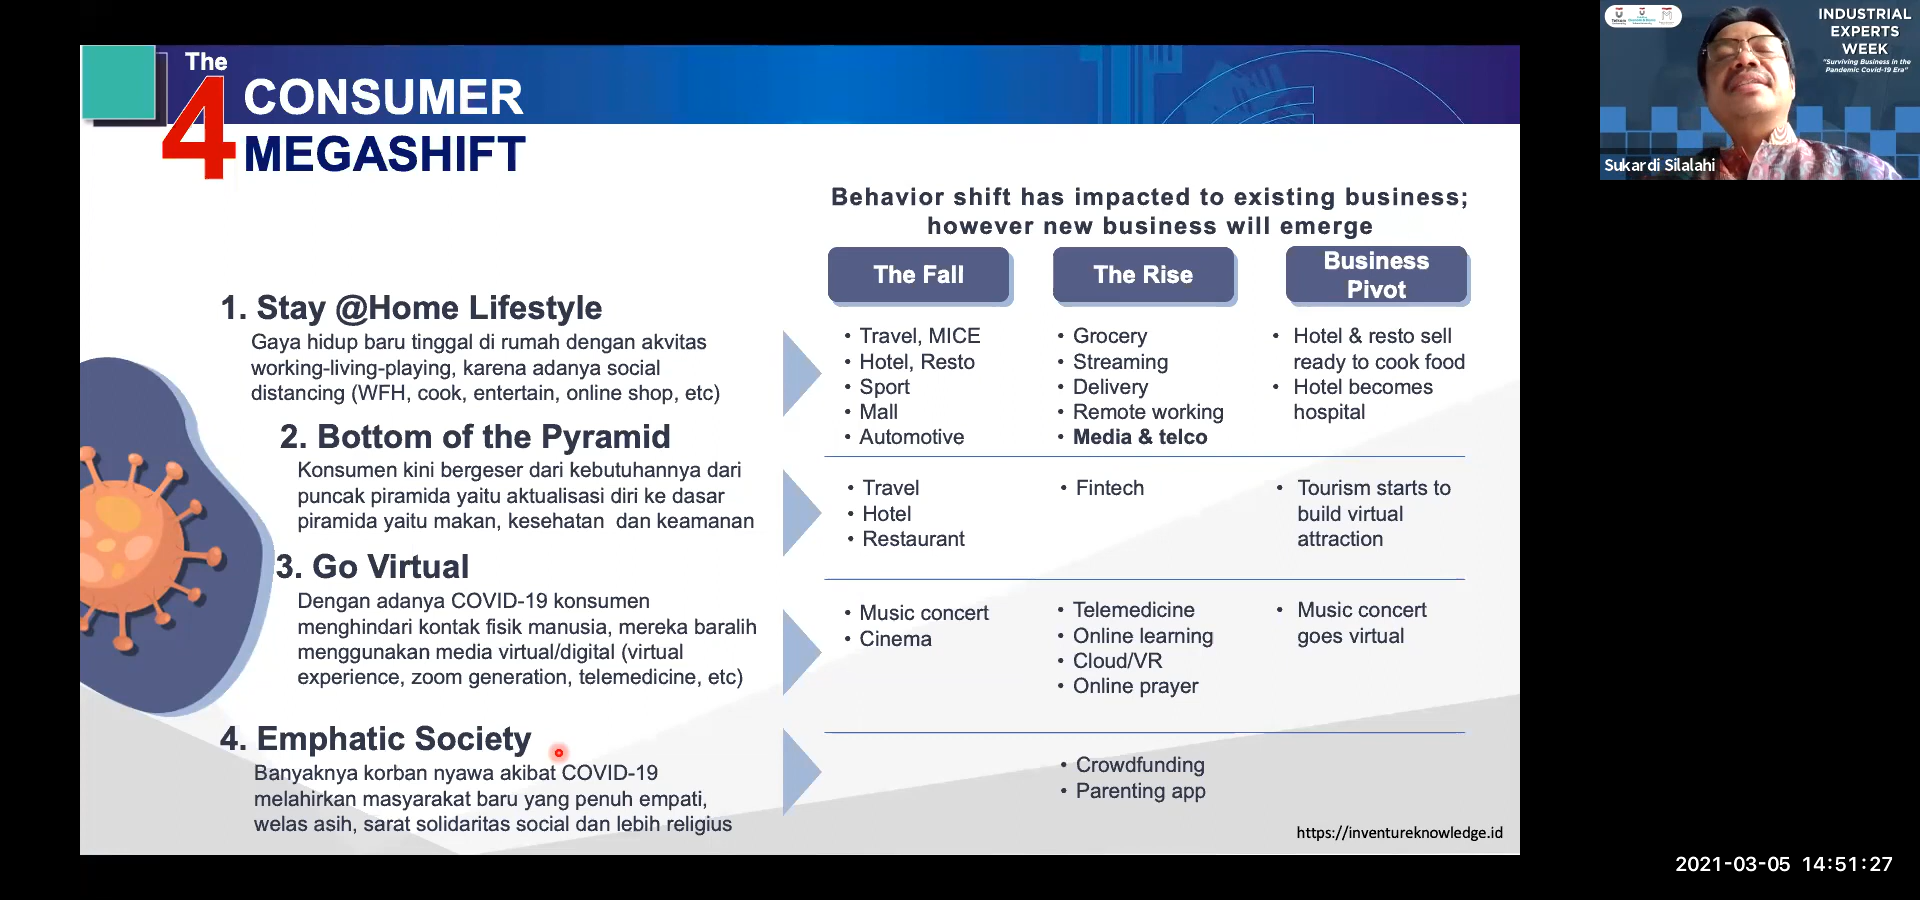 The
4 CONSUMER
MEGASHIFT
Behavior shift has impacted to existing business;
however new business will emerge
The Fall
The Rise
Business
Pivot
1. Stay @Home Lifestyle
Gaya hidup baru tinggal di rumah dengan akvitas
working-living-playing, karena adanya social
distancing (WFH, cook, entertain, online shop, etc)
• Travel, MICE
• Hotel, Resto
• Sport
• Mall
• Automotive
• Grocery
• Streaming
• Delivery
• Remote working
• Media & telco
• Hotel & resto sell
ready to cook food
• Hotel becomes
hospital
2. Bottom of the Pyramid
Konsumen kini bergeser dari kebutuhannya dari
puncak piramida yaitu aktualisasi diri ke dasar
piramida yaitu makan, kesehatan dan keamanan
• Travel
• Hotel
• Restaurant
• Fintech
• Tourism starts to
build virtual
attraction
3. Go Virtual
Dengan adanya COVID-19 konsumen
menghindari kontak fisik manusia, mereka baralih
menggunakan media virtual/digital (virtual
experience, zoom generation, telemedicine, etc)
• Music concert
• Cinema
• Telemedicine
• Online learning
• Cloud/VR
• Online prayer
• Music concert
goes virtual
4. Emphatic Society
Banyaknya korban nyawa akibat COVID-19
melahirkan masyarakat baru yang penuh empati,
welas asih, sarat solidaritas social dan lebih religius
• Crowdfunding
• Parenting app
https://inventureknowledge.id
INDUSTRIAL
EXPERTS
WEEK
"Surviving Business in the
Pandemic Covid-19 Era"
Sukardi Silalahi
2021-03-05 14:51:27